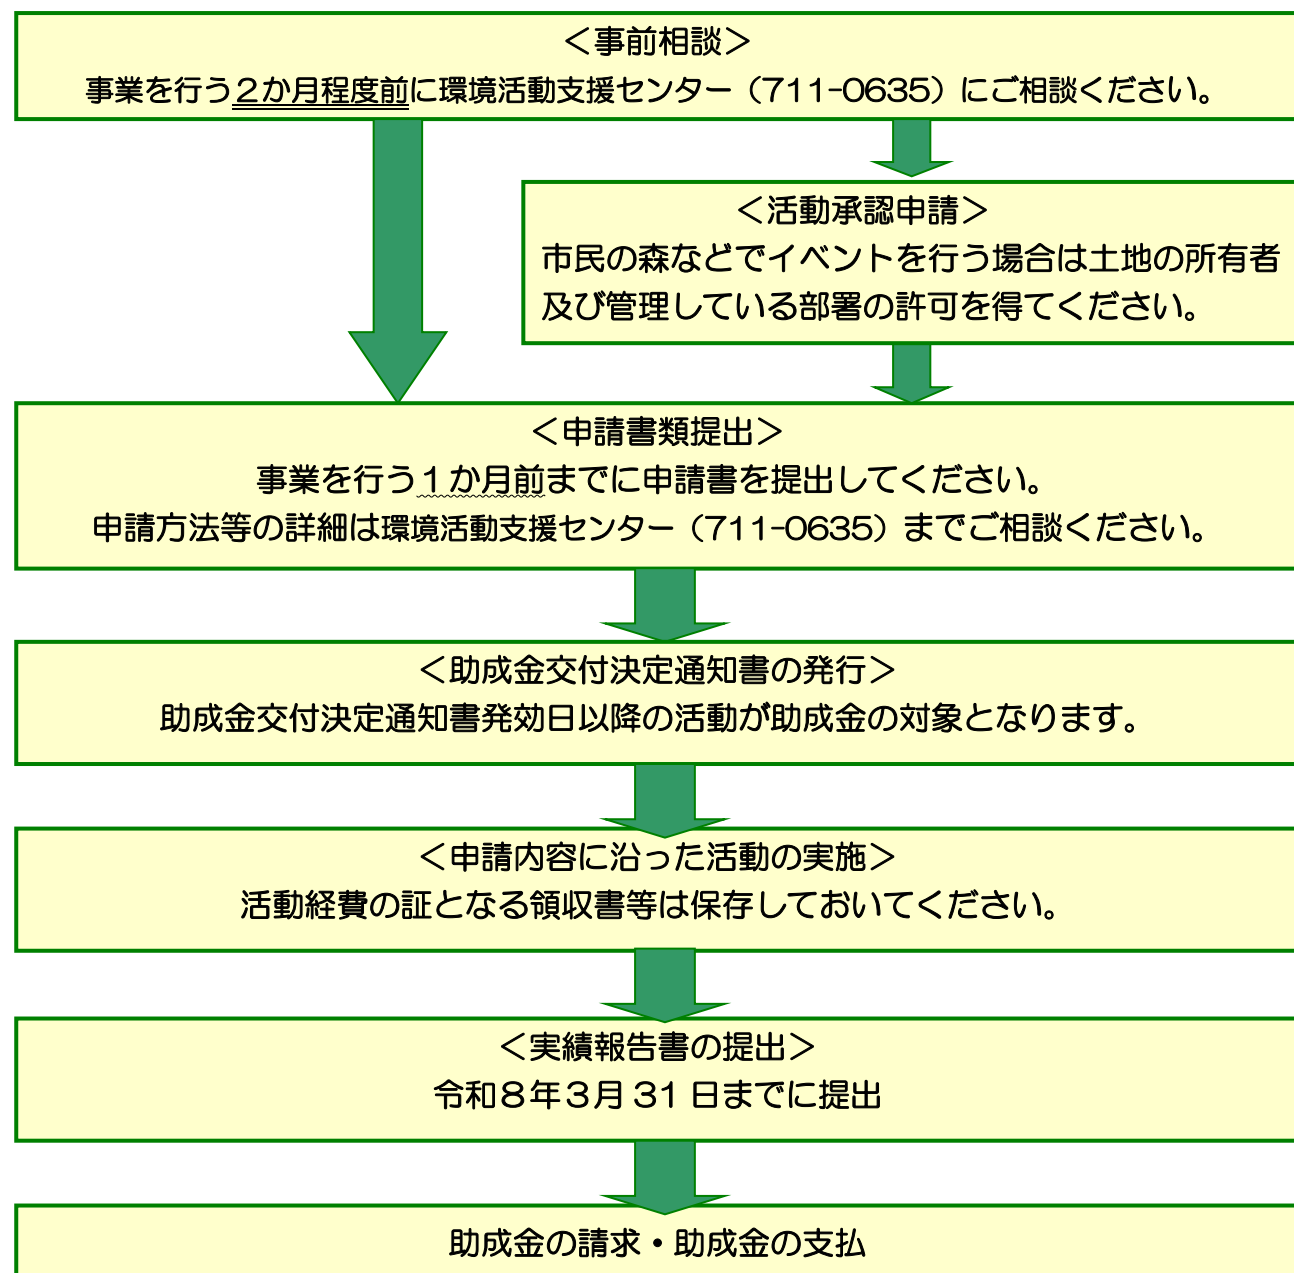 ＜事前相談＞
事業を行う２か月程度前に環境活動支援センター（711-0635）にご相談ください。
＜活動承認申請＞
市民の森などでイベントを行う場合は土地の所有者
及び管理している部署の許可を得てください。
＜申請書類提出＞
事業を行う１か月前までに申請書を提出してください。
申請方法等の詳細は環境活動支援センター（711-0635）までご相談ください。
＜助成金交付決定通知書の発行＞
助成金交付決定通知書発効日以降の活動が助成金の対象となります。
＜申請内容に沿った活動の実施＞
活動経費の証となる領収書等は保存しておいてください。
＜実績報告書の提出＞
令和８年３月 31 日までに提出
助成金の請求・助成金の支払